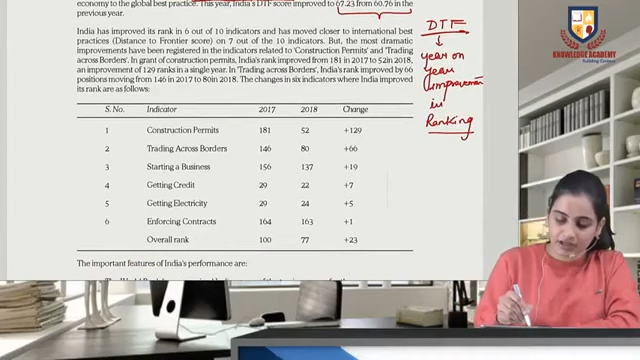 economy to the global best practice. This year, India's DTF score improved to 67.23 from 60.76 in the
previous year.
India has improved its rank in 6 out of 10 indicators and has moved closer to international best
practices (Distance to Frontier score) on 7 out of the 10 indicators. But, the most dramatic
improvements have been registered in the indicators related to 'Construction Permits' and 'Trading
across Borders'. In grant of construction permits, India's rank improved from 181 in 2017 to 52in 2018,
an improvement of 129 ranks in a single year. In 'Trading across Borders', India's rank improved by 66
positions moving from 146 in 2017 to 80in 2018. The changes in six indicators where India improved
its rank are as follows:
S. No. Indicator 2017 2018 Change
1 Construction Permits 181 52 +129
2 Trading Across Borders 146 80 +66
3 Starting a Business 156 137 +19
4 Getting Credit 29 22 +7
5 Getting Electricity 29 24 +5
6 Enforcing Contracts 164 163 +1
Overall rank 100 77 +23
The important features of India's performance are:
DTF
year on
year
improvement
in
Ranking
KNOWLEDGE ACADEMY
Building Careers